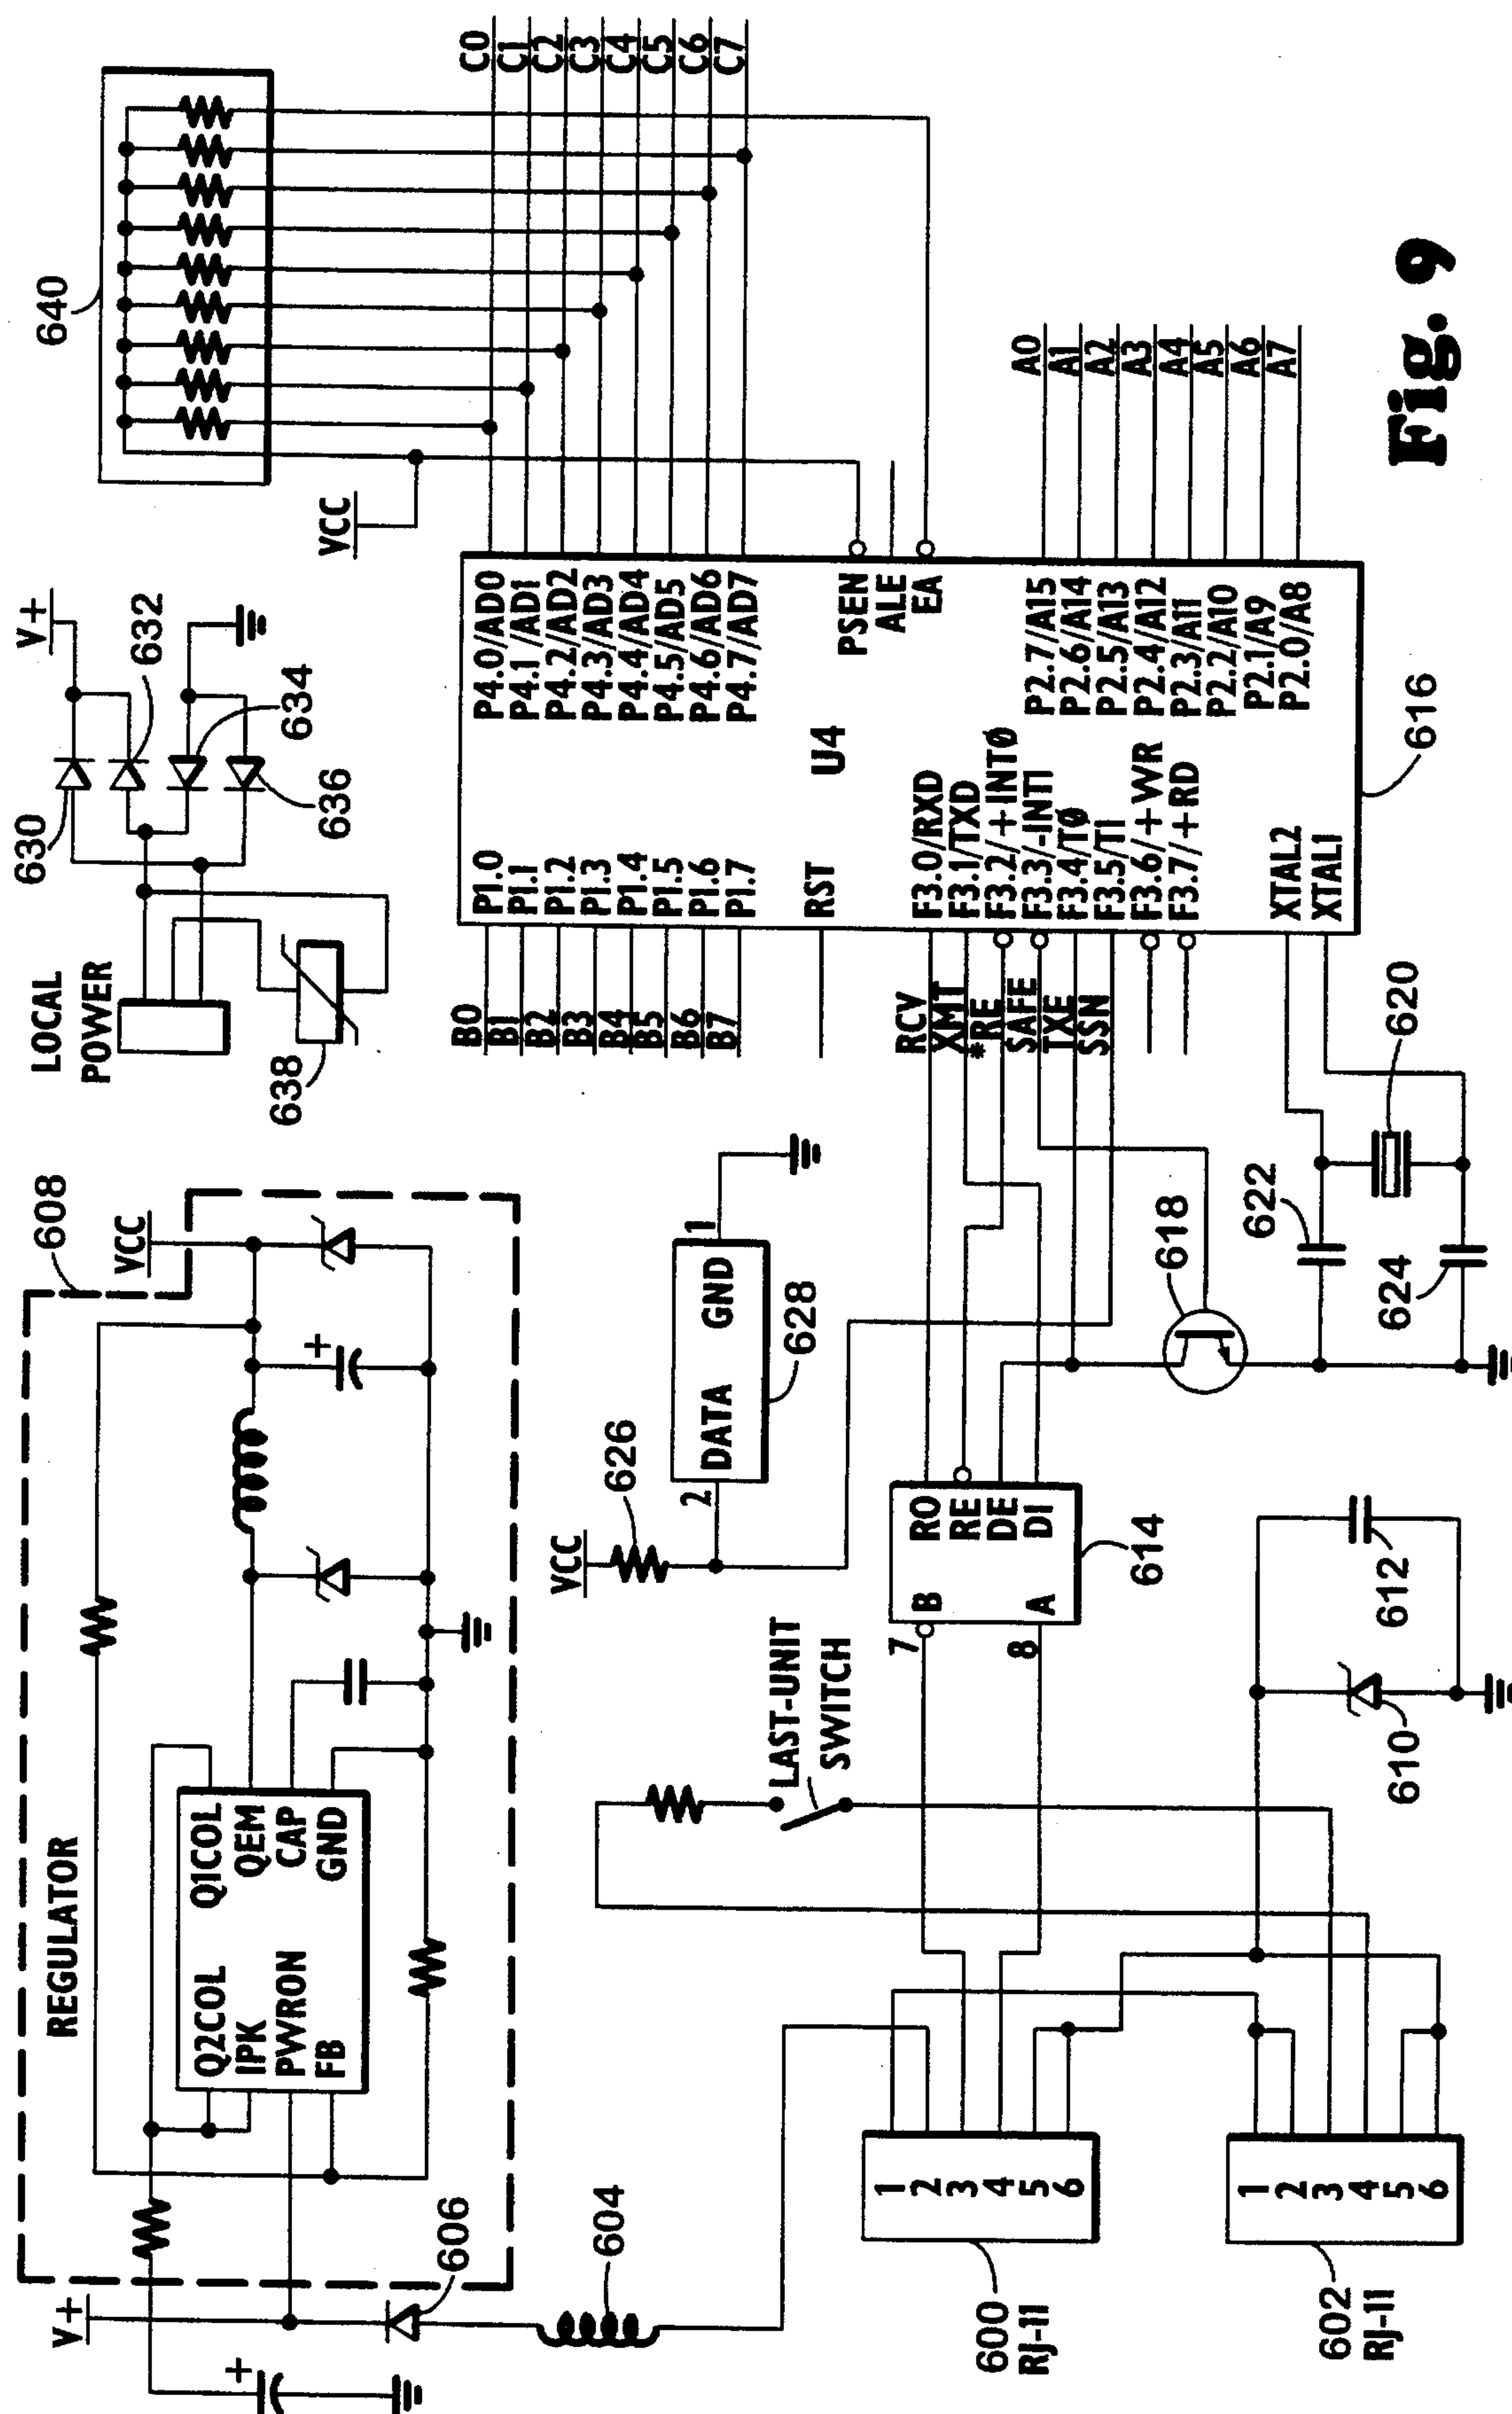 REGULATOR
608
VCC
V+
Q2COL
IPK
PWRON
FB
Q1COL
QEM
CAP
GND
+
+
606
604
LOCAL
POWER
638
630
V+
632
634
636
640
VCC
C0
C1
C2
C3
C4
C5
C6
C7
VCC
626
2
DATA
GND
1
628
LAST-UNIT
SWITCH
B0
B1
B2
B3
B4
B5
B6
B7
P1.0
P1.1
P1.2
P1.3
P1.4
P1.5
P1.6
P1.7
RST
U4
P4.0/AD0
P4.1/AD1
P4.2/AD2
P4.3/AD3
P4.4/AD4
P4.5/AD5
P4.6/AD6
P4.7/AD7
PSEN
ALE
EA
RCV
XMT
*RE
SAFE
TXE
SSN
F3.0/RXD
F3.1/TXD
F3.2/+INTØ
F3.3/-INT1
F3.4/TØ
F3.5/T1
F3.6/+WR
F3.7/+RD
XTAL2
XTAL1
P2.7/A15
P2.6/A14
P2.5/A13
P2.4/A12
P2.3/A11
P2.2/A10
P2.1/A9
P2.0/A8
A0
A1
A2
A3
A4
A5
A6
A7
616
7
8
B
A
RO
RE
DE
DI
614
618
622
624
620
610
612
1
2
3
4
5
6
600
RJ-11
1
2
3
4
5
6
602
RJ-11
Fig. 9